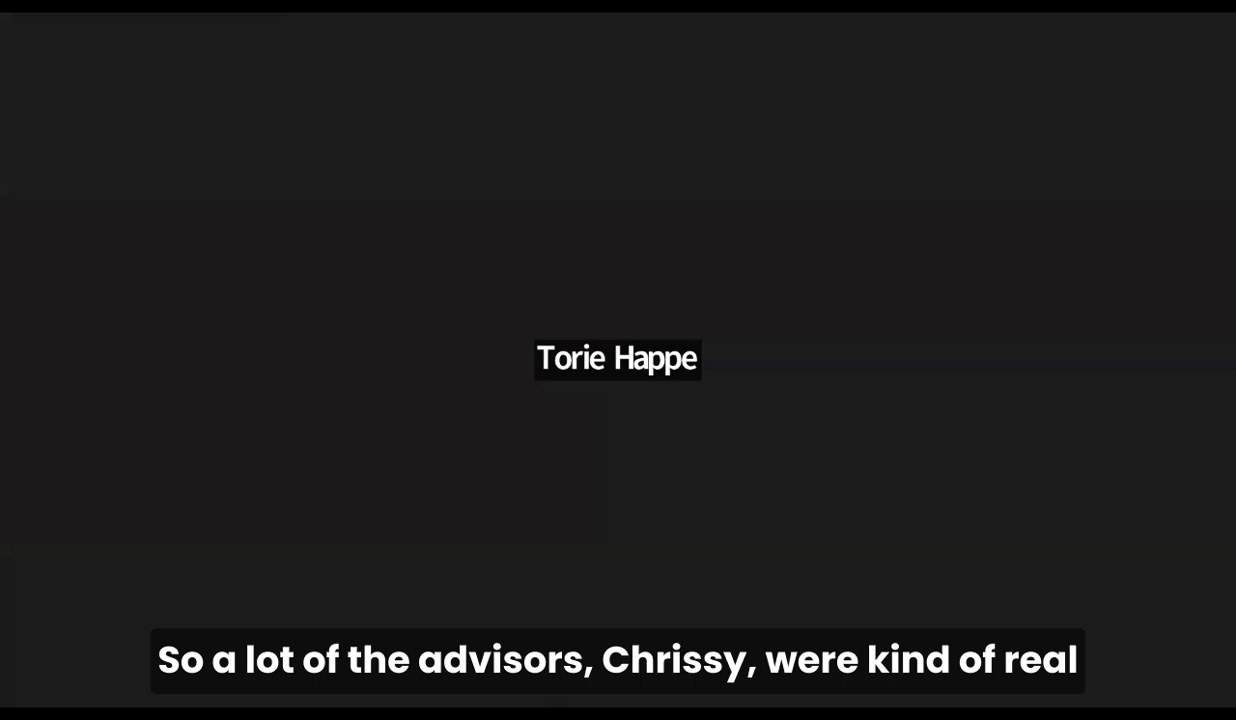 Torie Happe
So a lot of the advisors, Chrissy, were kind of real